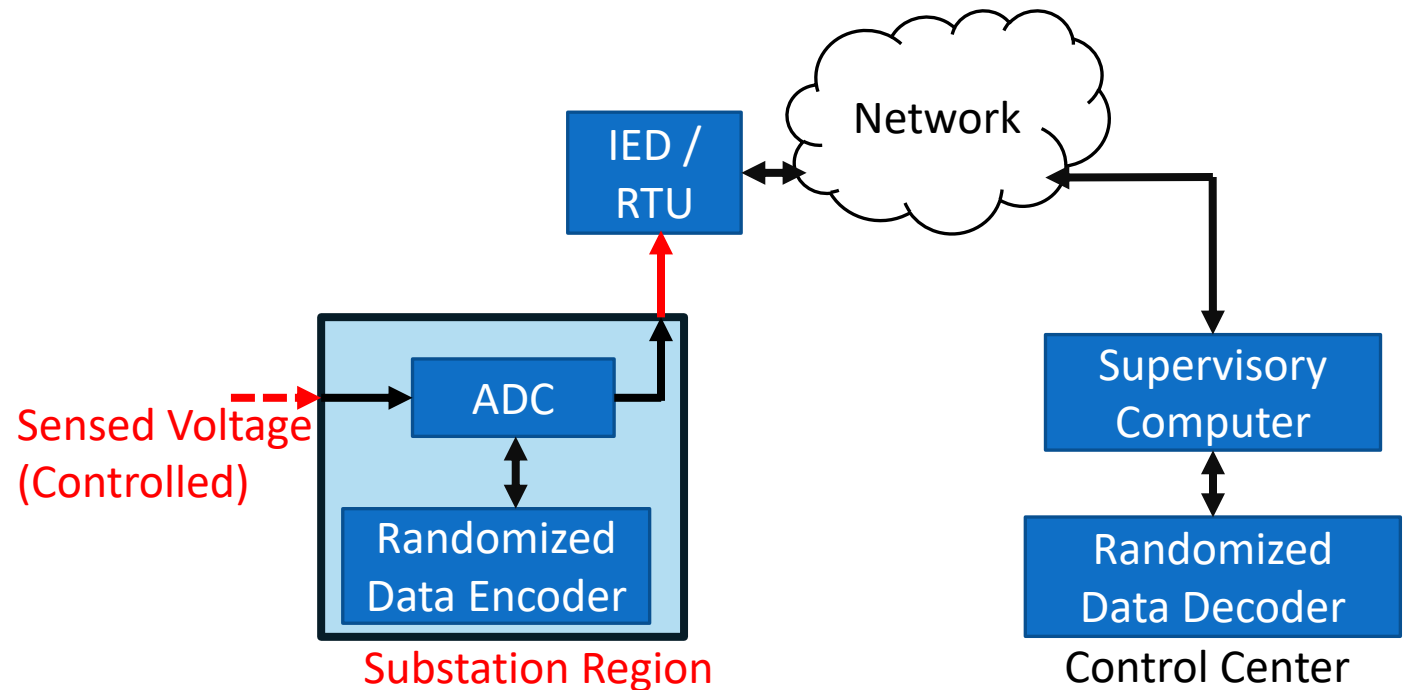 Network
IED /
RTU
ADC
Sensed Voltage
(Controlled)
Randomized
Data Encoder
Substation Region
Supervisory
Computer
Randomized
Data Decoder
Control Center